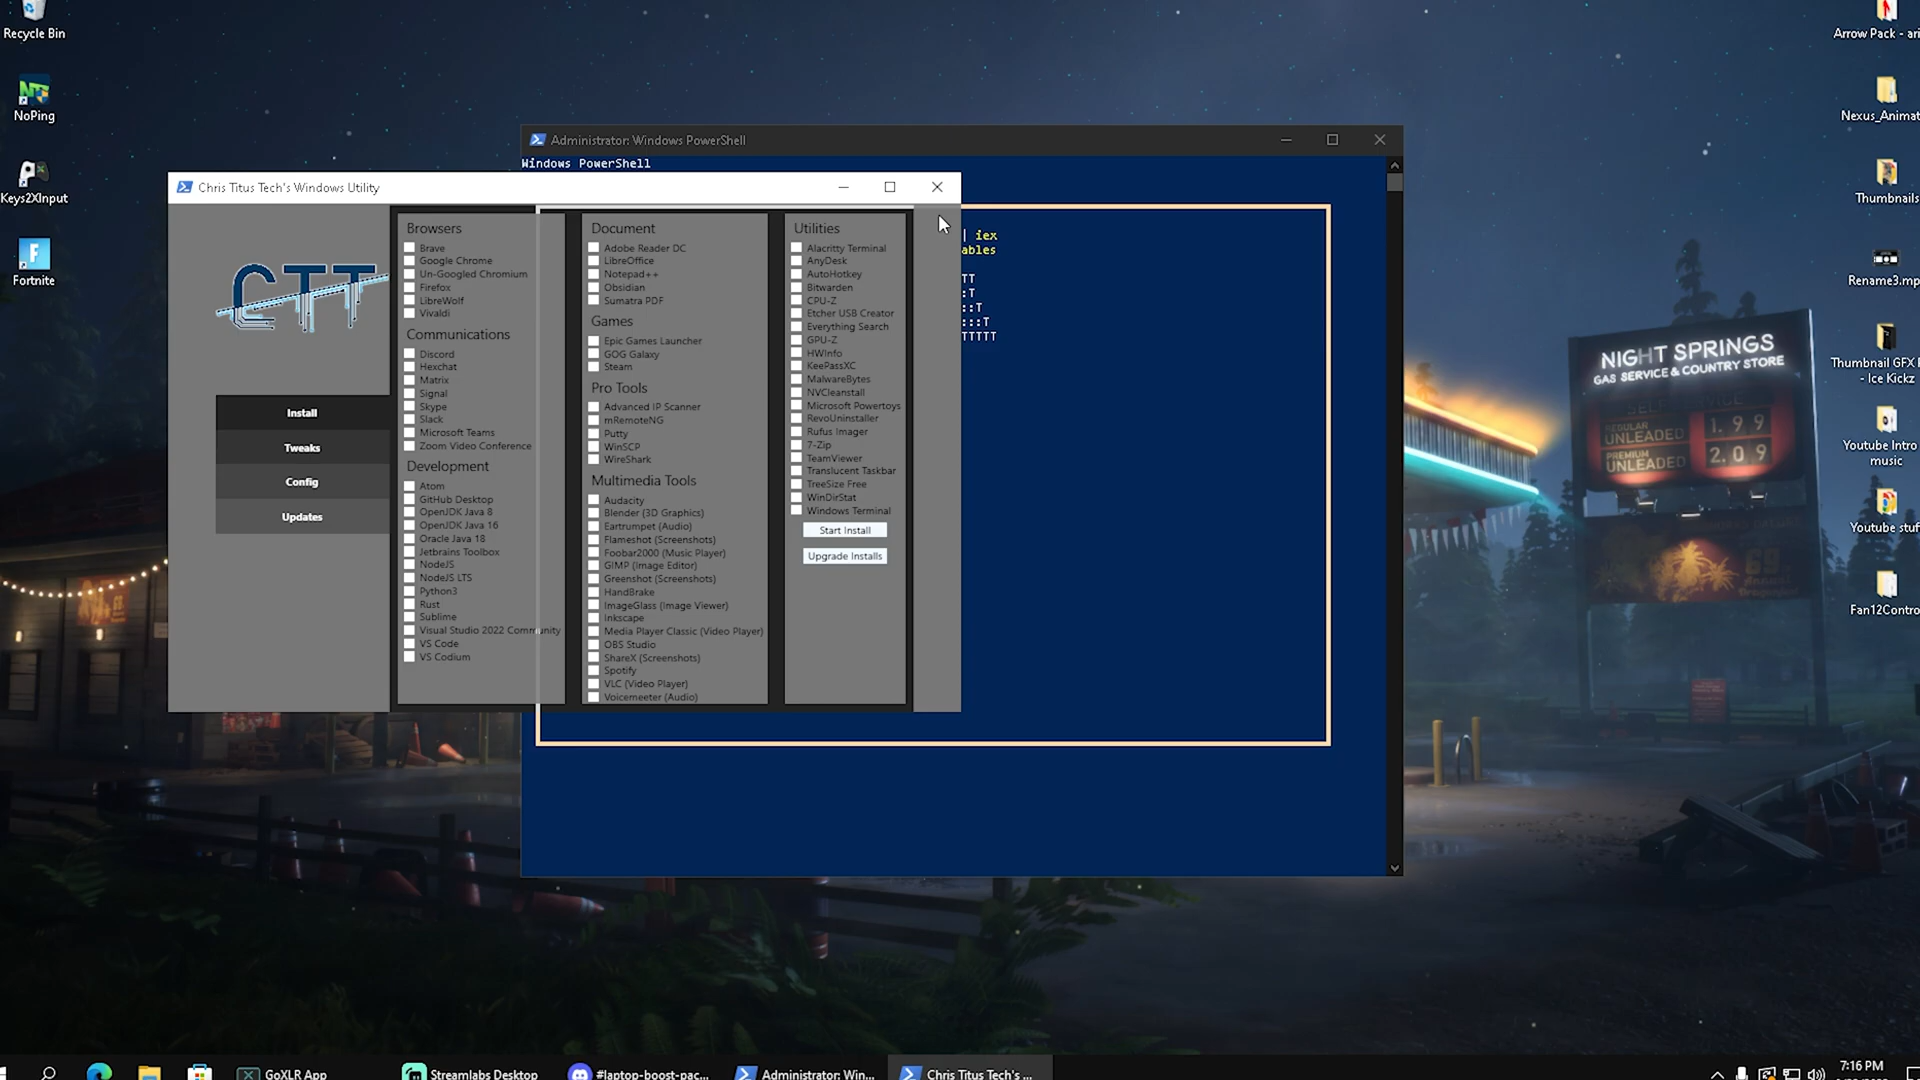 Recycle Bin
NoPing
Keys2XInput
Fortnite
Administrator: Windows PowerShell
Windows PowerShell
| iex
ables
TT
:T
::T
:::T
TTTTT
Chris Titus Tech's Windows Utility
CTT
Install
Tweaks
Config
Updates
Browsers
Brave
Google Chrome
Un-Googled Chromium
Firefox
LibreWolf
Vivaldi
Communications
Discord
Hexchat
Matrix
Signal
Skype
Slack
Microsoft Teams
Zoom Video Conference
Development
Atom
GitHub Desktop
OpenJDK Java 8
OpenJDK Java 16
Oracle Java 18
Jetbrains Toolbox
NodeJS
NodeJS LTS
Python3
Rust
Sublime
Visual Studio 2022 Community
VS Code
VS Codium
Document
Adobe Reader DC
LibreOffice
Notepad++
Obsidian
Sumatra PDF
Games
Epic Games Launcher
GOG Galaxy
Steam
Pro Tools
Advanced IP Scanner
mRemoteNG
Putty
WinSCP
WireShark
Multimedia Tools
Audacity
Blender (3D Graphics)
Eartrumpet (Audio)
Flameshot (Screenshots)
Foobar2000 (Music Player)
GIMP (Image Editor)
Greenshot (Screenshots)
HandBrake
ImageGlass (Image Viewer)
Inkscape
Media Player Classic (Video Player)
OBS Studio
ShareX (Screenshots)
Spotify
VLC (Video Player)
Voicemeeter (Audio)
Utilities
Alacritty Terminal
AnyDesk
AutoHotkey
Bitwarden
CPU-Z
Etcher USB Creator
Everything Search
GPU-Z
HWInfo
KeePassXC
MalwareBytes
NVCleanstall
Microsoft Powertoys
RevoUninstaller
Rufus Imager
7-Zip
TeamViewer
Translucent Taskbar
TreeSize Free
WinDirStat
Windows Terminal
Start Install
Upgrade Installs
NIGHT SPRINGS
GAS SERVICE & COUNTRY STORE
SELF SERVICE
REGULAR
UNLEADED
1.99
PREMIUM
UNLEADED
2.09
Arrow Pack - ari
Nexus_Animat
Thumbnails
Rename3.mp
Thumbnail GFX P
- Ice Kickz
Youtube Intro
music
Youtube stuf
Fan12Contro
GoXLR App
Streamlabs Desktop
#laptop-boost-pac...
Administrator: Win...
Chris Titus Tech's ...
7:16 PM